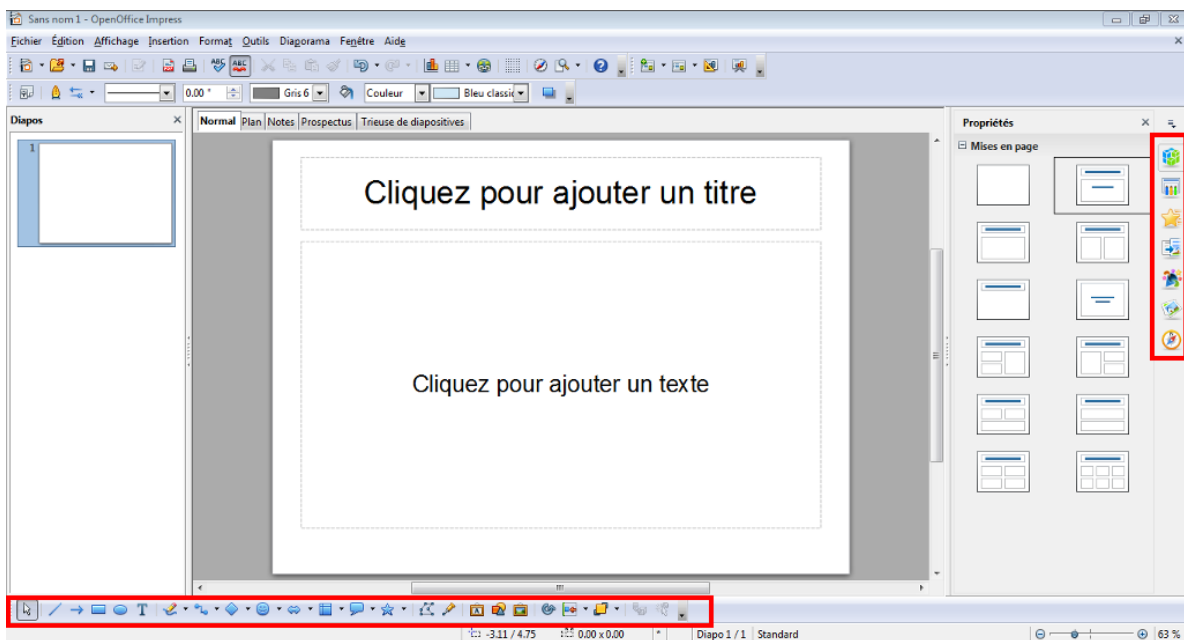 Sans nom 1 - OpenOffice Impress
Fichier Édition Affichage Insertion Format Outils Diaporama Fenêtre Aide
0.00 " Gris 6 Couleur Bleu classic
Diapos
Normal Plan Notes Prospectus Trieuse de diapositives
Propriétés
Mises en page
1
Cliquez pour ajouter un titre
Cliquez pour ajouter un texte
-3.11 / 4.75 0.00 x 0.00 * Diapo 1 / 1 Standard 63 %